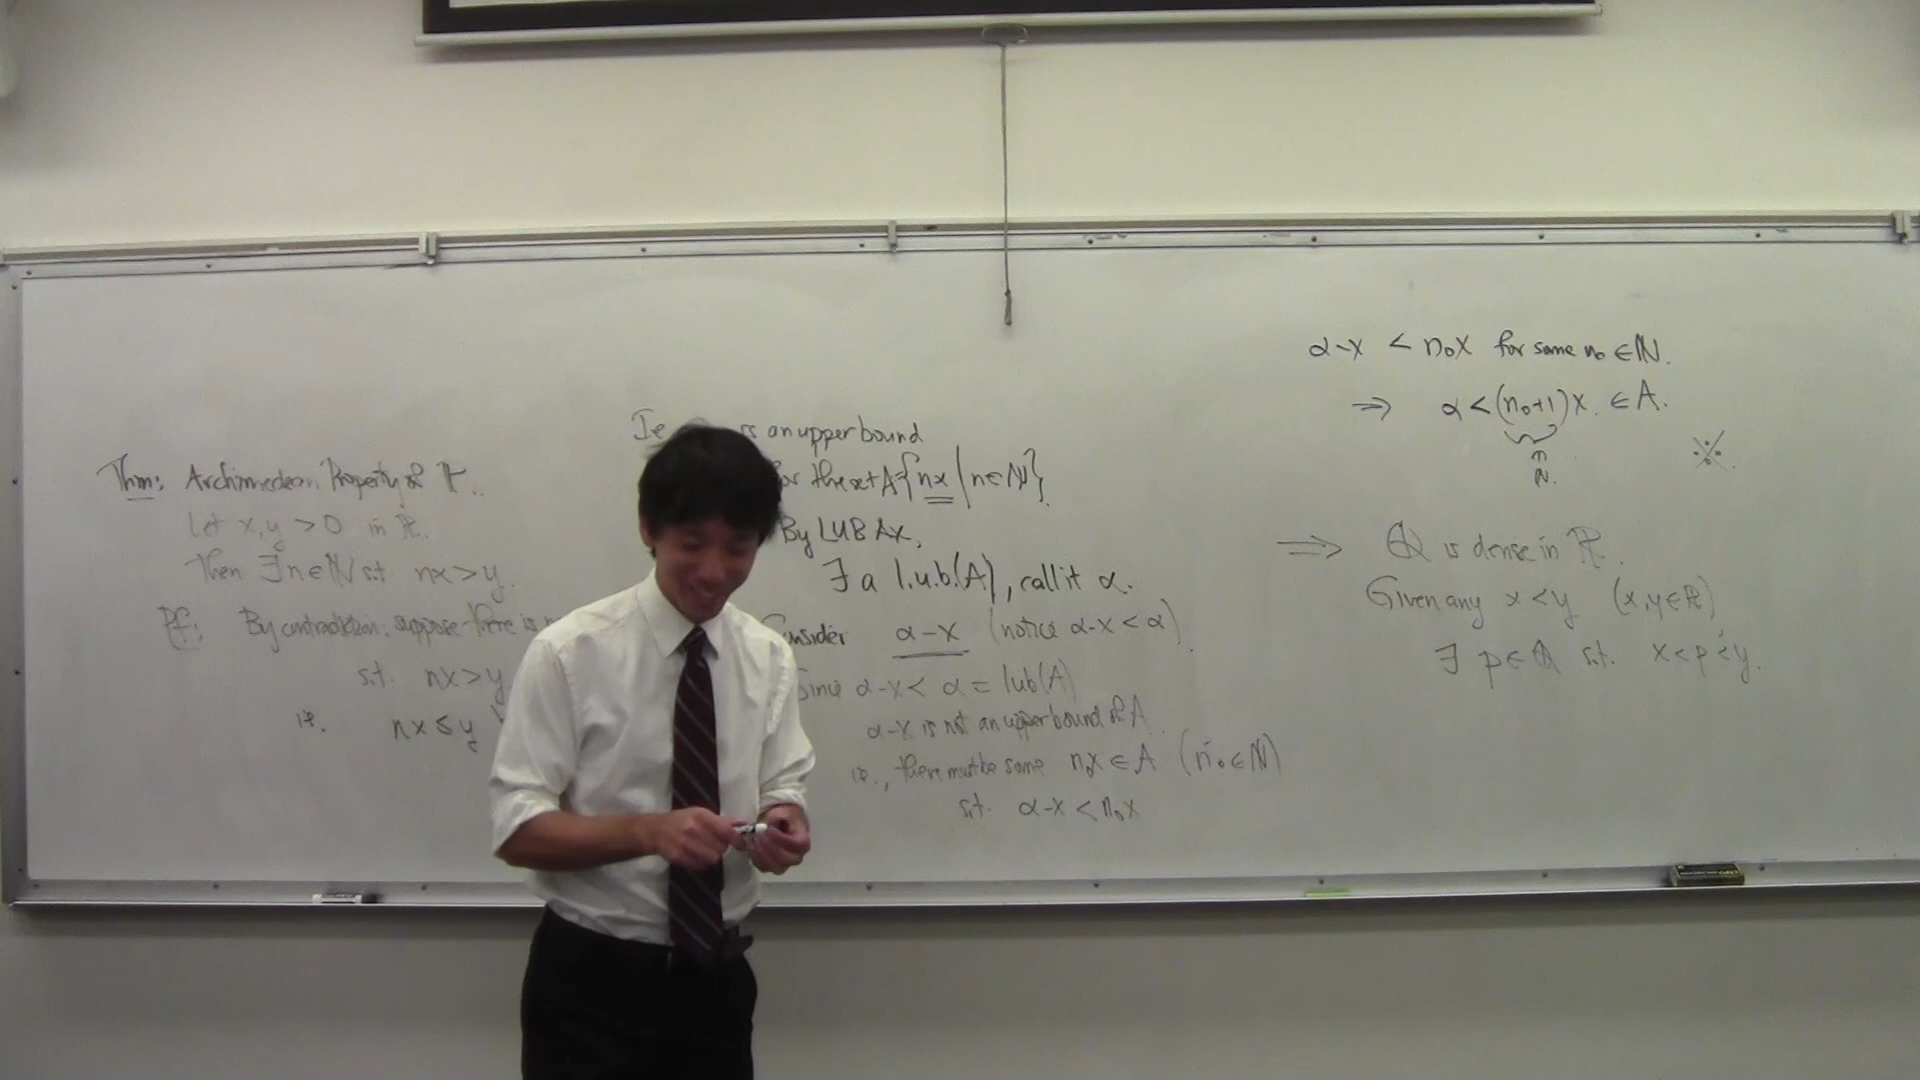 Thm: Archimedean Property of ℝ.
Let x,y > 0 in ℝ.
Then ∃ n∈ℕ s.t. nx > y.
Pf: By contradiction, suppose there is
s.t. nx > y
i.e. nx ≤ y
I.e. is an upper bound
for the set A={nx | n∈ℕ}.
By LUB Ax,
∃ a l.u.b.(A), call it α.
Consider α-x (notice α-x < α).
Since α-x < α = lub(A)
α-x is not an upper bound of A.
i.e., there must be some n₀x ∈ A (n₀∈ℕ)
s.t. α-x < n₀x
α-x < n₀x for some n₀ ∈ ℕ.
⇒ α < (n₀+1)x. ∈ A.
※.
ℕ.
⇒ ℚ is dense in ℝ.
Given any x < y (x,y∈ℝ)
∃ p∈ℚ s.t. x < p < y.